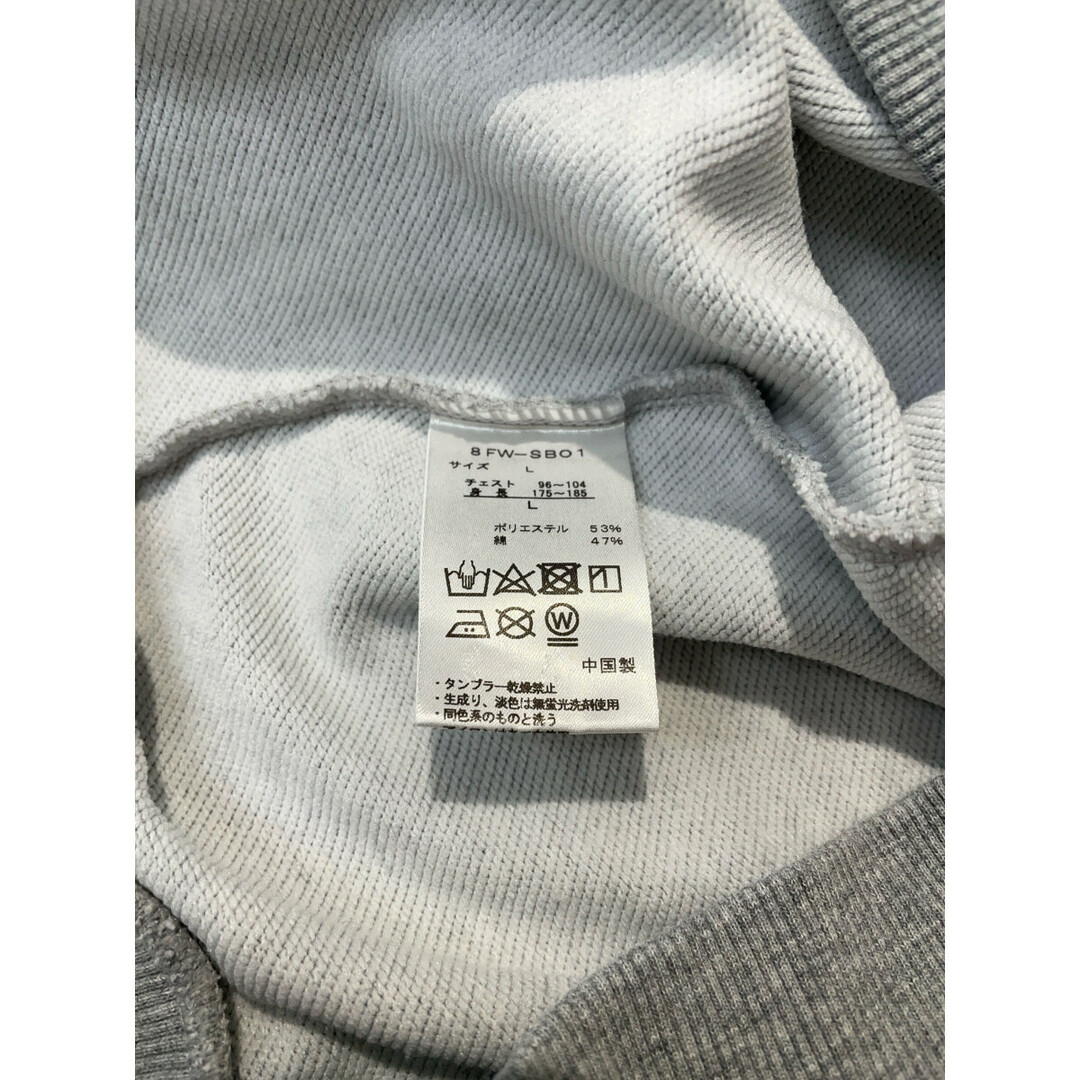 8FW-SB01
サイズ L
チェスト 96～104
身長 175～185
L
ポリエステル 53%
綿 47%
W
中国製
・タンブラー乾燥禁止
・生成り、淡色は無蛍光洗剤使用
・同色系のものと洗う